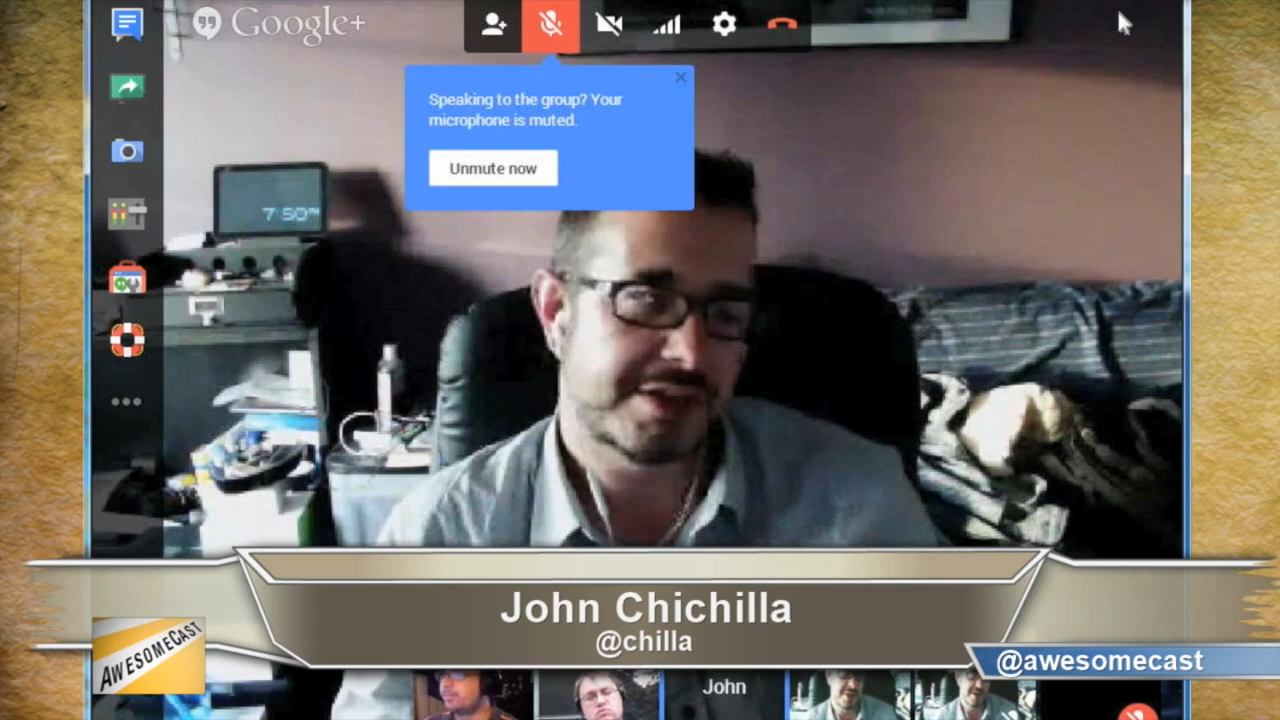 Google+
Speaking to the group? Your
microphone is muted.
Unmute now
7:50
John Chichilla
@chilla
AWESOMECAST
@awesomecast
John